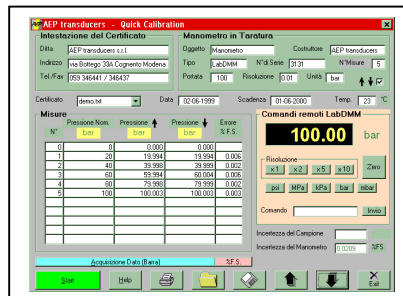 AEP transducers - Quick Calibration
Intestazione del Certificato
Manometro in Taratura
Ditta AEP transducers s.r.l.
Oggetto Manometro Costruttore AEP transducers
Indirizzo via Bottego 33A Cognento Modena
Tipo LabDMM N°di Serie 3131 N°Misure 5
Tel./Fax 059 346441 / 346437
Portata 100 Risoluzione 0.01 Unità bar
Certificato demo.txt Data 02-06-1999 Scadenza 01-06-2000 Temp. 23 °C
Misure
N° Pressione Nom. Pressione Pressione Errore
bar bar bar % F.S.
0 0 0.000 0.000
1 20 19.994 19.994 0.006
2 40 39.998 39.999 0.002
3 60 59.994 60.004 0.006
4 80 79.998 79.999 0.002
5 100 100.003 100.003 0.003
Comandi remoti LabDMM
100.00 bar
Risoluzione
x 1 x 2 x 5 x 10 Zero
psi MPa kPa bar mbar
Comando Invio
Incertezza del Campione
Incertezza del Manometro 0.0209 %FS
Acquisizione Dato (Barra) %F.S.
Start Help Exit